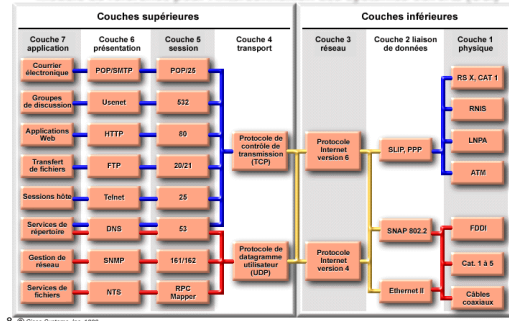 Couches supérieures
Couches inférieures
Couche 7
application
Couche 6
présentation
Couche 5
session
Couche 4
transport
Couche 3
réseau
Couche 2 liaison
de données
Couche 1
physique
Courrier
électronique
POP/SMTP
POP/25
Groupes
de discussion
Usenet
532
Applications
Web
HTTP
80
Transfert
de fichiers
FTP
20/21
Sessions hôte
Telnet
25
Services de
répertoire
DNS
53
Gestion de
réseau
SNMP
161/162
Services de
fichiers
NTS
RPC
Mapper
Protocole de
contrôle de
transmission
(TCP)
Protocole de
datagramme
utilisateur
(UDP)
Protocole
Internet
version 6
Protocole
Internet
version 4
SLIP, PPP
SNAP 802.2
Ethernet II
RS X, CAT 1
RNIS
LNPA
ATM
FDDI
Cat. 1 à 5
Câbles
coaxiaux
8